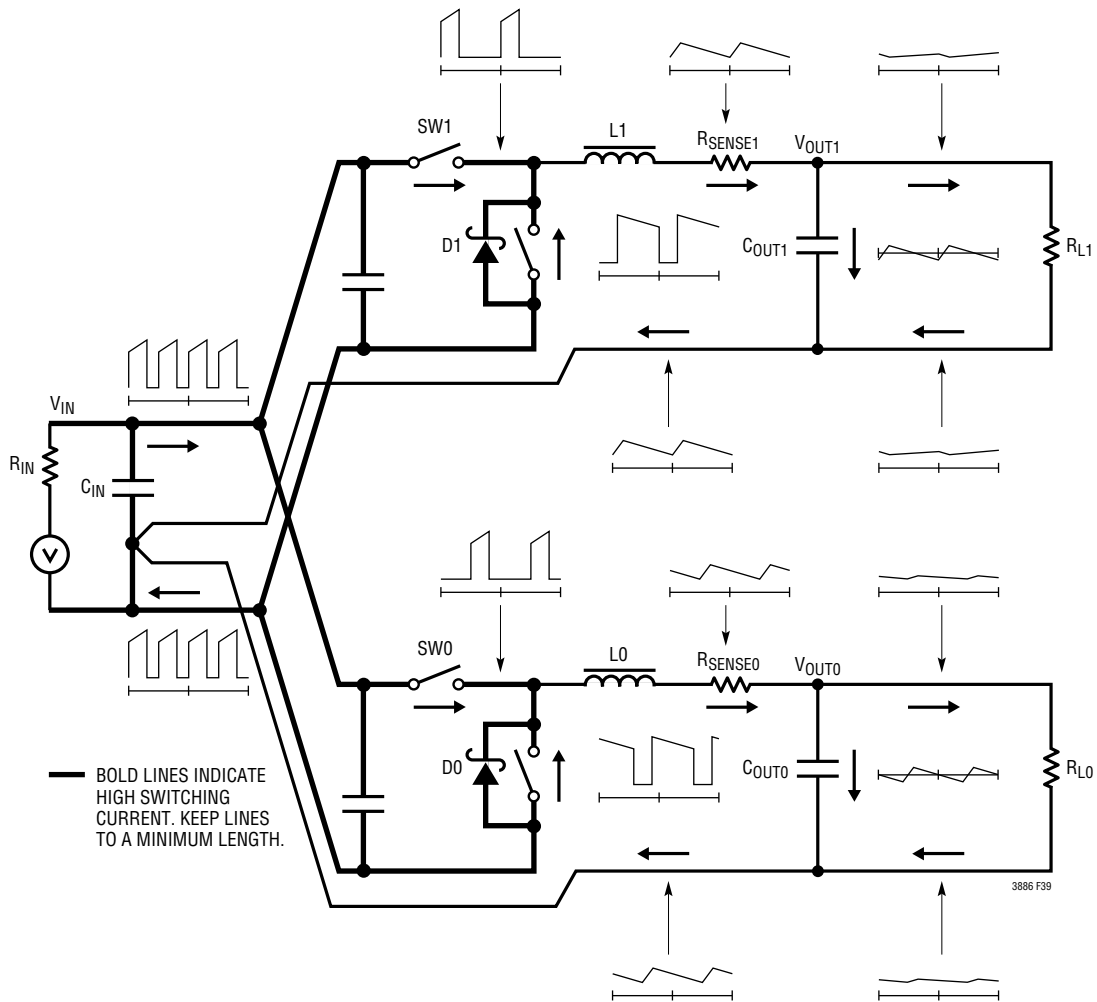 SW1
L1
RSENSE1
VOUT1
D1
COUT1
RL1
VIN
RIN
CIN
V
SW0
L0
RSENSE0
VOUT0
D0
COUT0
RL0
BOLD LINES INDICATE
HIGH SWITCHING
CURRENT. KEEP LINES
TO A MINIMUM LENGTH.
3886 F39